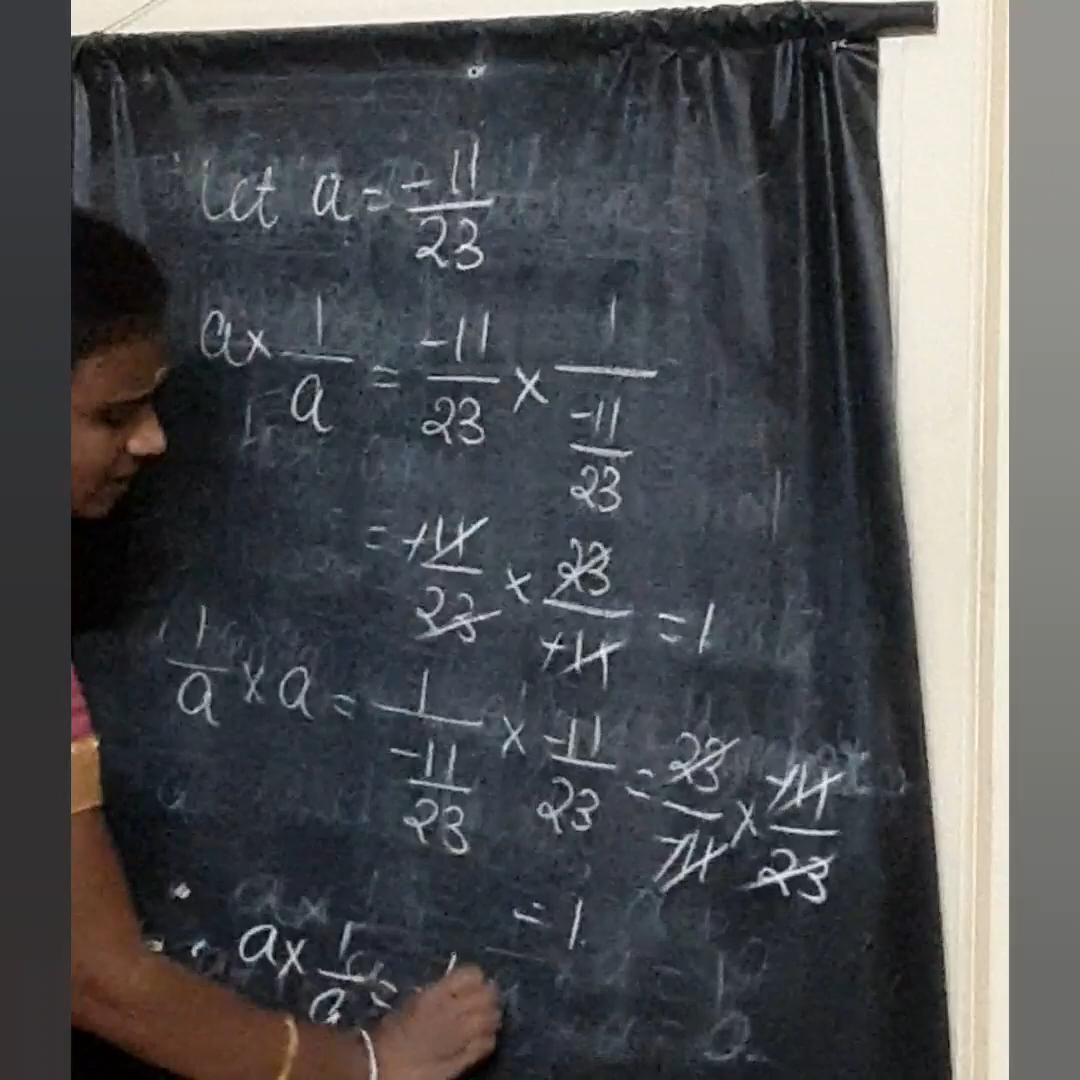 Let a = -11/23
a × 1/a = -11/23 × 1/(-11/23)
= -11/23 × 23/-11 = 1
1/a × a = 1/(-11/23) × -11/23 = 23/-11 × -11/23
= 1.
a × 1/a = 1